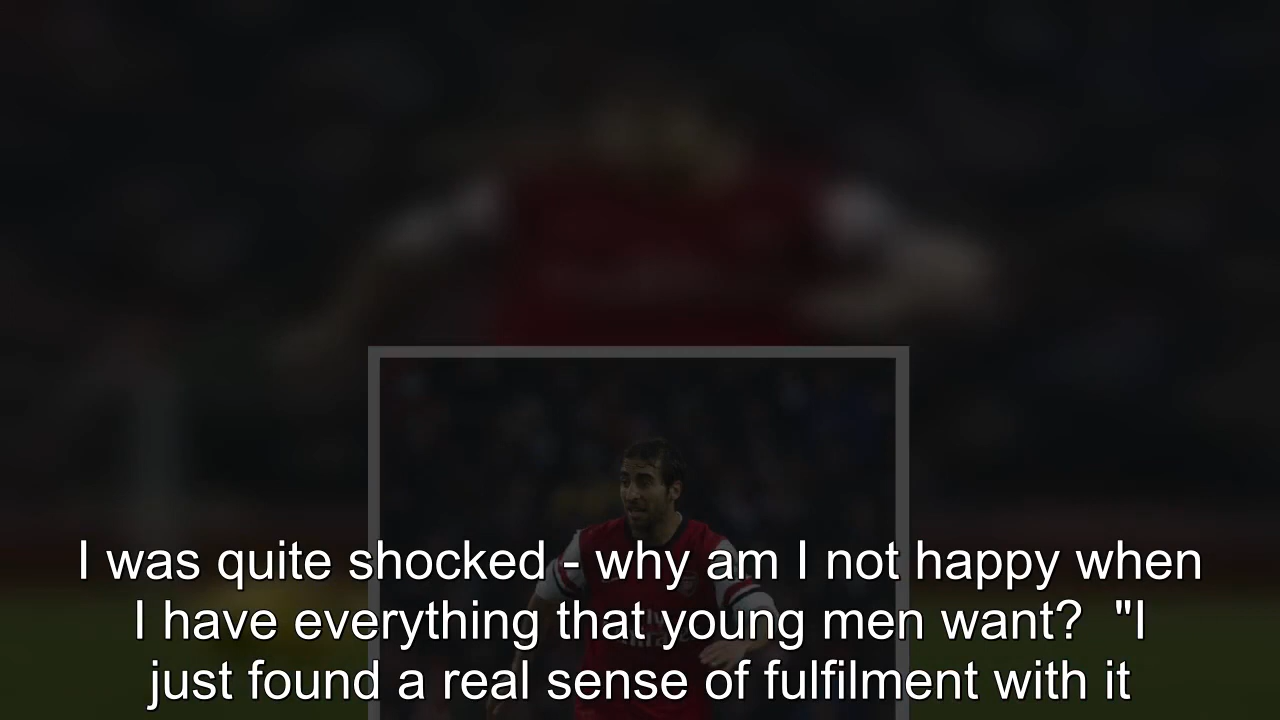 I was quite shocked - why am I not happy when
I have everything that young men want?  "I
just found a real sense of fulfilment with it